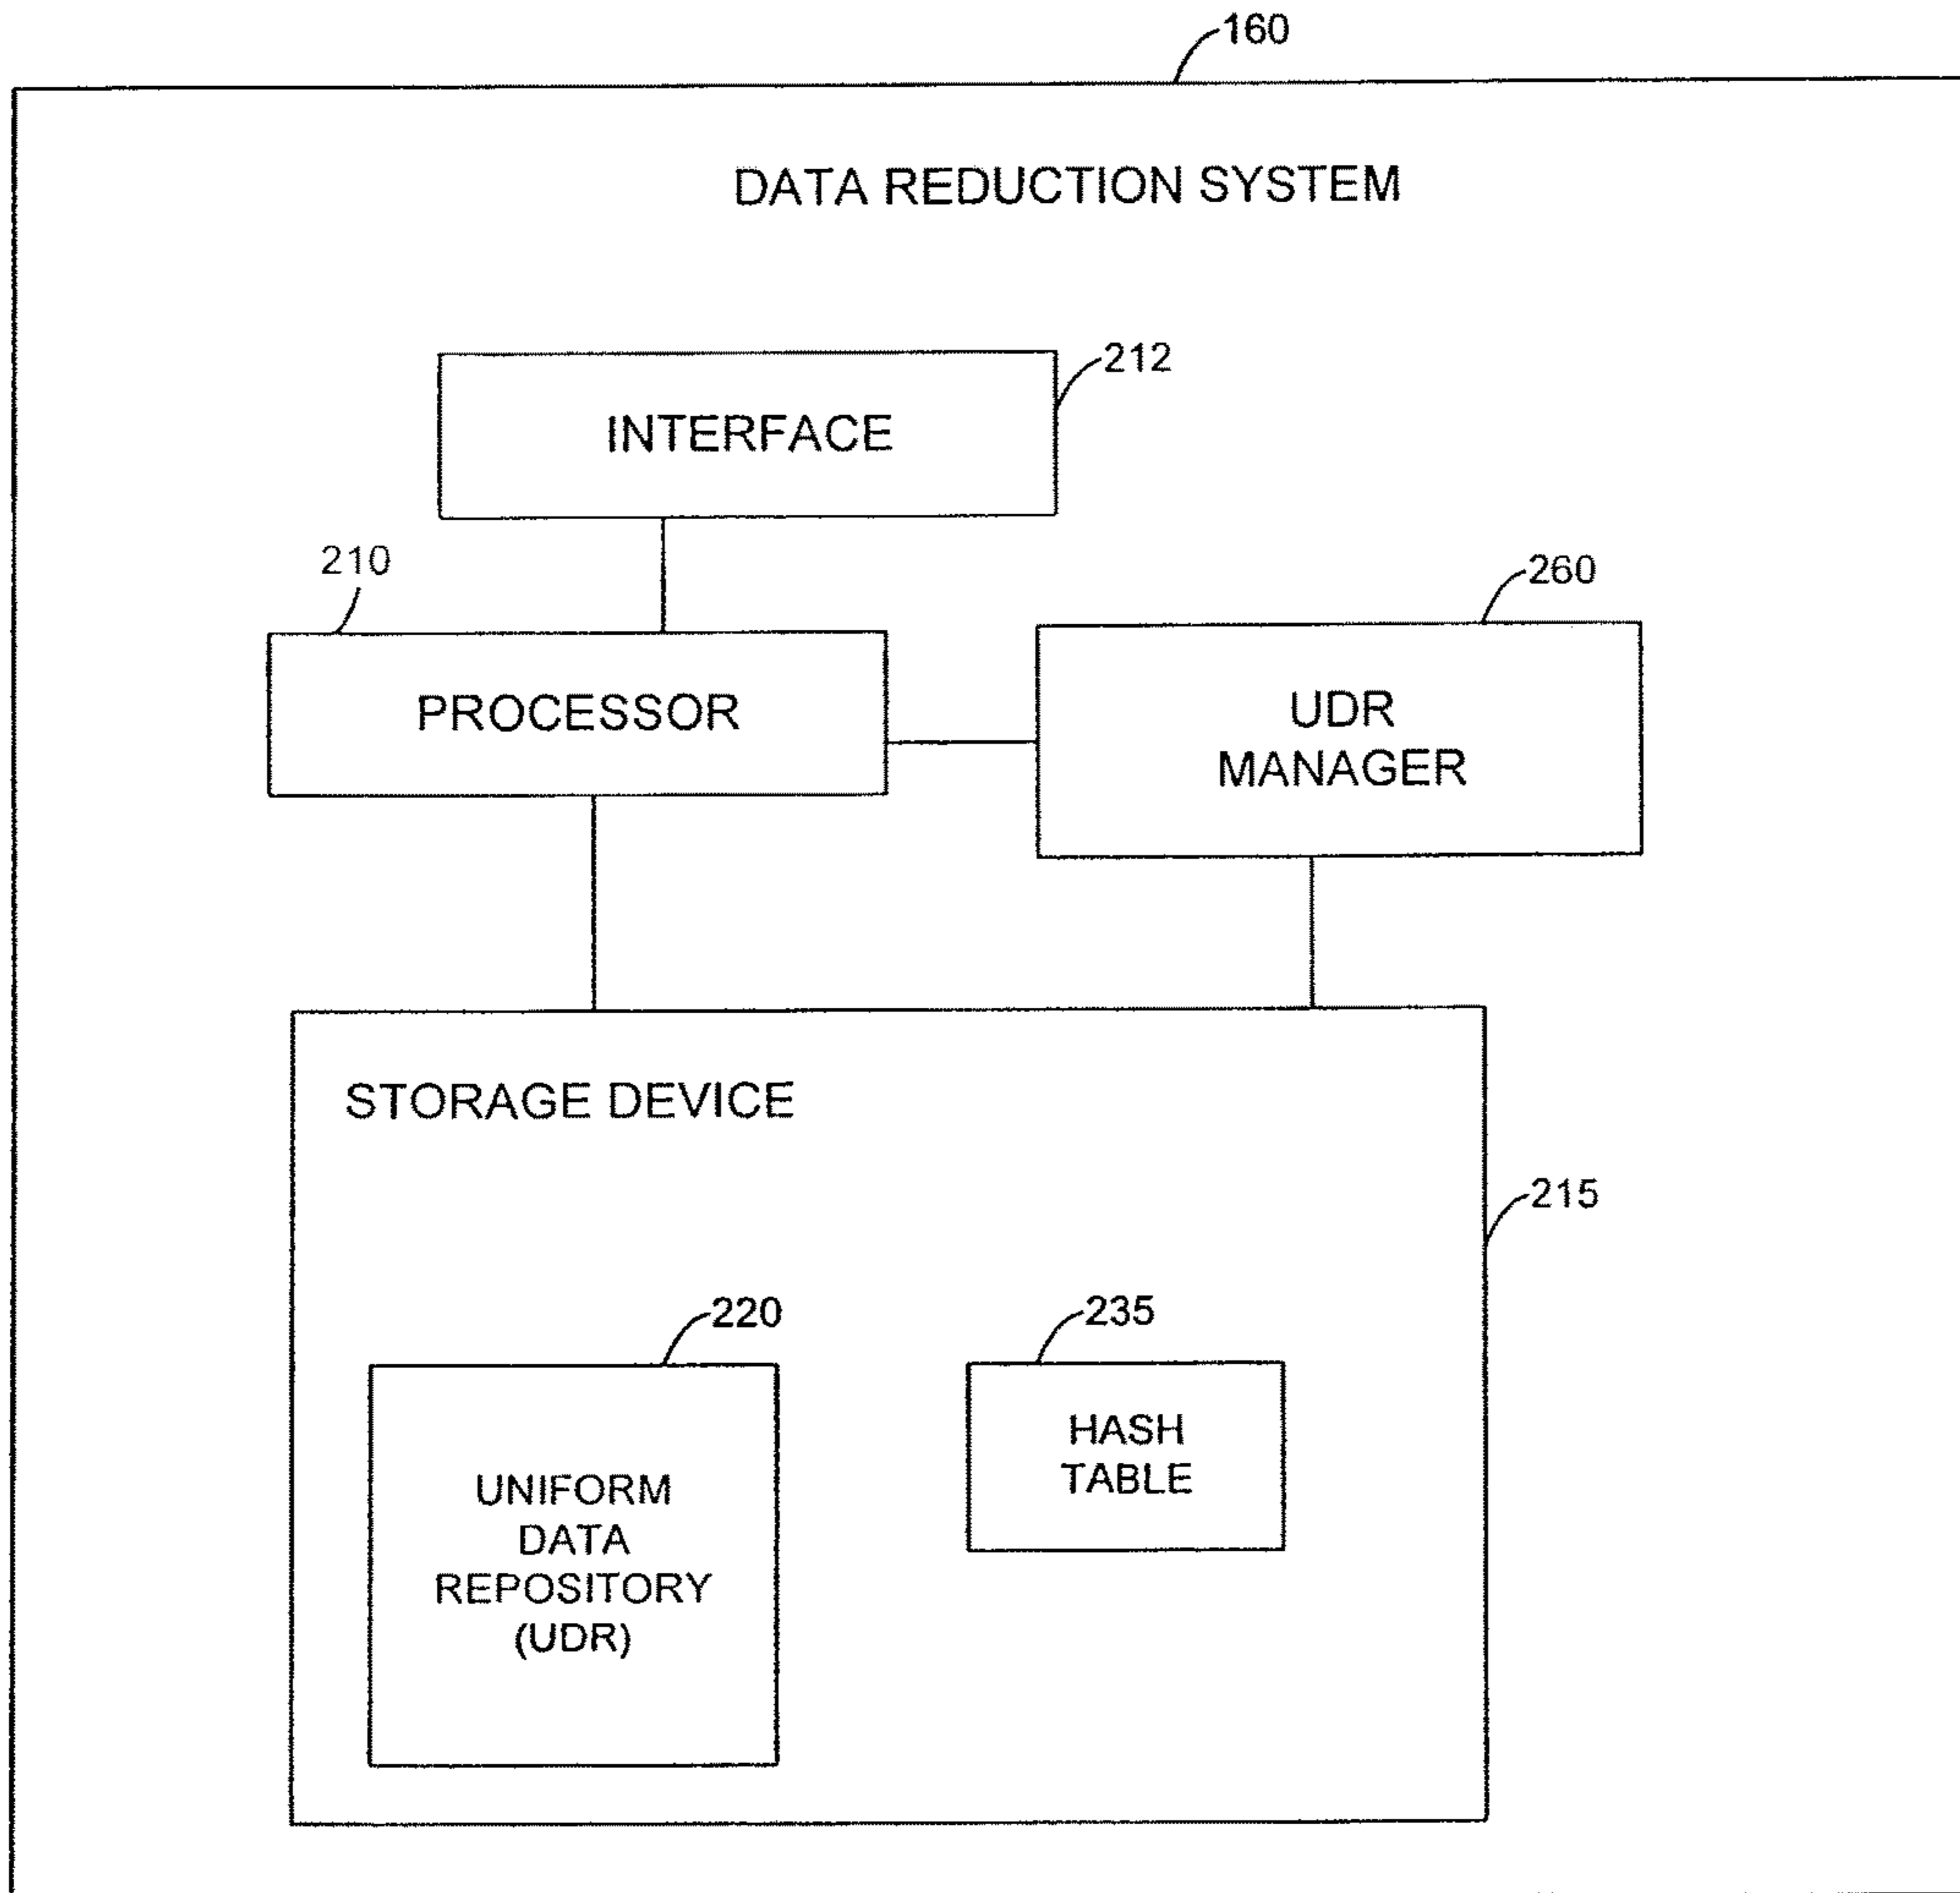 160
DATA REDUCTION SYSTEM
212
INTERFACE
210
260
PROCESSOR
UDR
MANAGER
STORAGE DEVICE
215
220
235
HASH
TABLE
UNIFORM
DATA
REPOSITORY
(UDR)